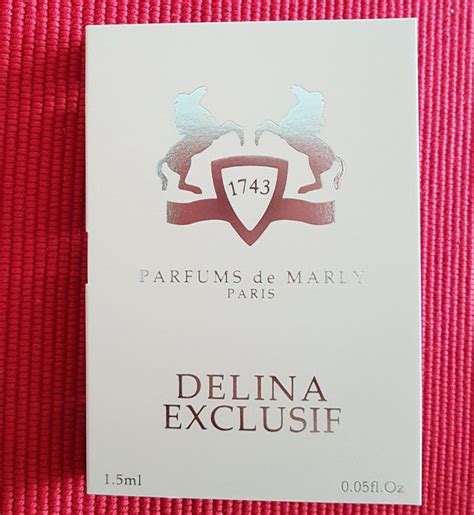 1743
PARFUMS de MARLY
PARIS
DELINA
EXCLUSIF
1.5ml 0.05fl.Oz